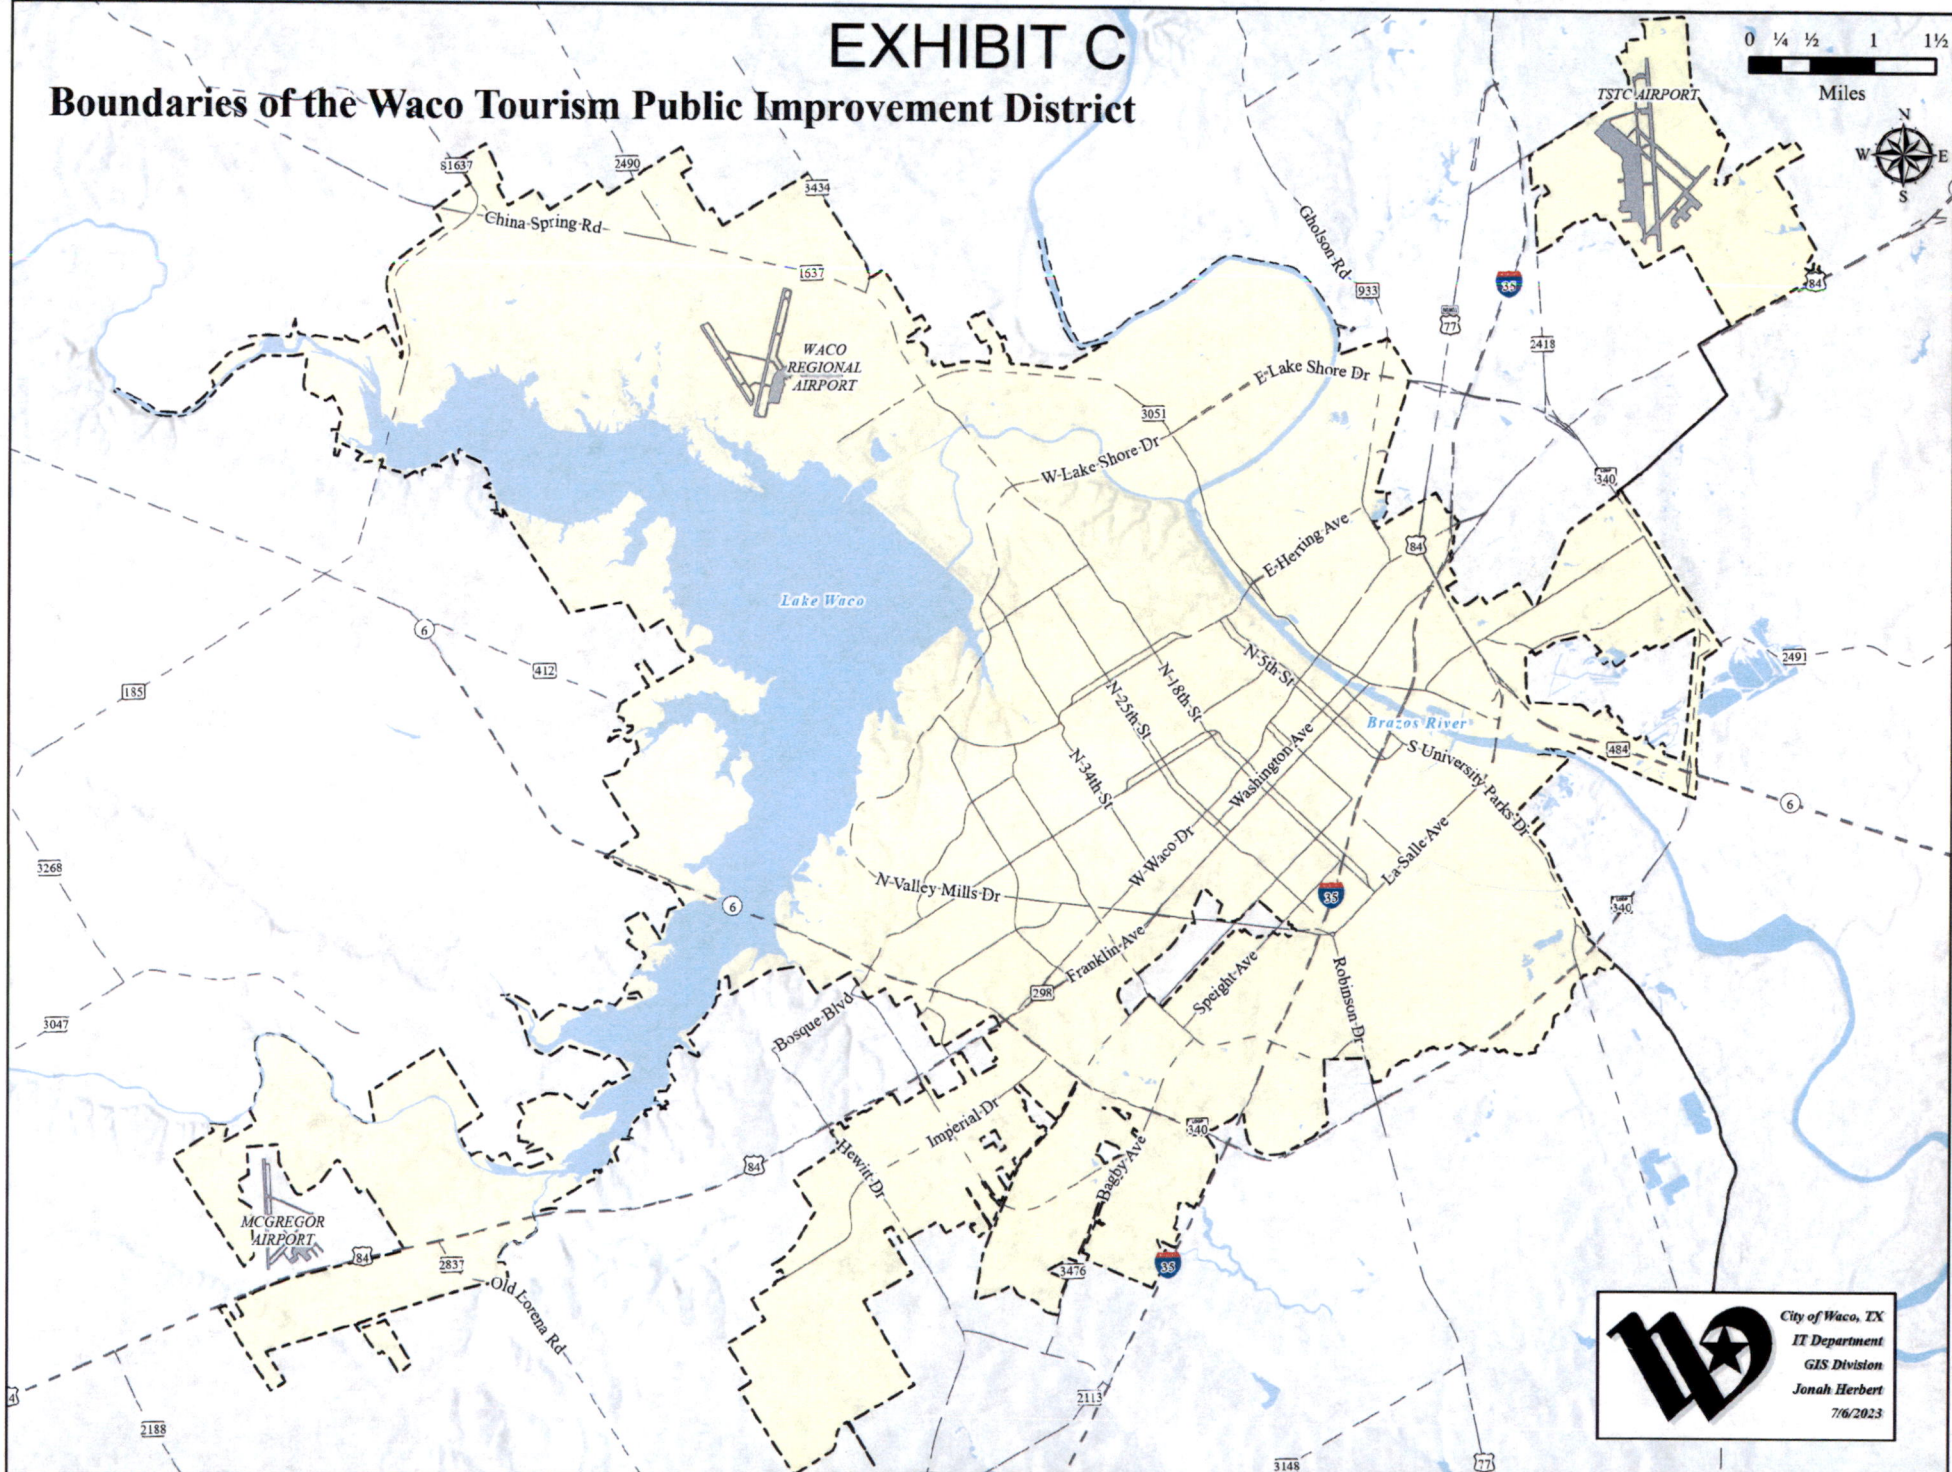 EXHIBIT C
Boundaries of the Waco Tourism Public Improvement District
0 ¼ ½ 1 1½
Miles
N
W E
S
TSTC AIRPORT
S1637
2490
3434
China Spring Rd
1637
Gholson Rd
933
35
77
84
2418
WACO
REGIONAL
AIRPORT
E Lake Shore Dr
3051
W Lake Shore Dr
LOOP
340
E Herring Ave
84
Lake Waco
6
412
185
N 5th St
N 18th St
N 25th St
N 34th St
2491
Brazos River
Washington Ave
S University Parks Dr
484
6
W Waco Dr
La Salle Ave
3268
N Valley Mills Dr
6
35
LOOP
340
Franklin Ave
Speight Ave
298
Robinson Dr
3047
Bosque Blvd
Imperial Dr
LOOP
340
84
Hewitt Dr
Bagby Ave
MCGREGOR
AIRPORT
84
2837
35
3476
Old Lorena Rd
4
2188
2113
3148
77
City of Waco, TX
IT Department
GIS Division
Jonah Herbert
7/6/2023